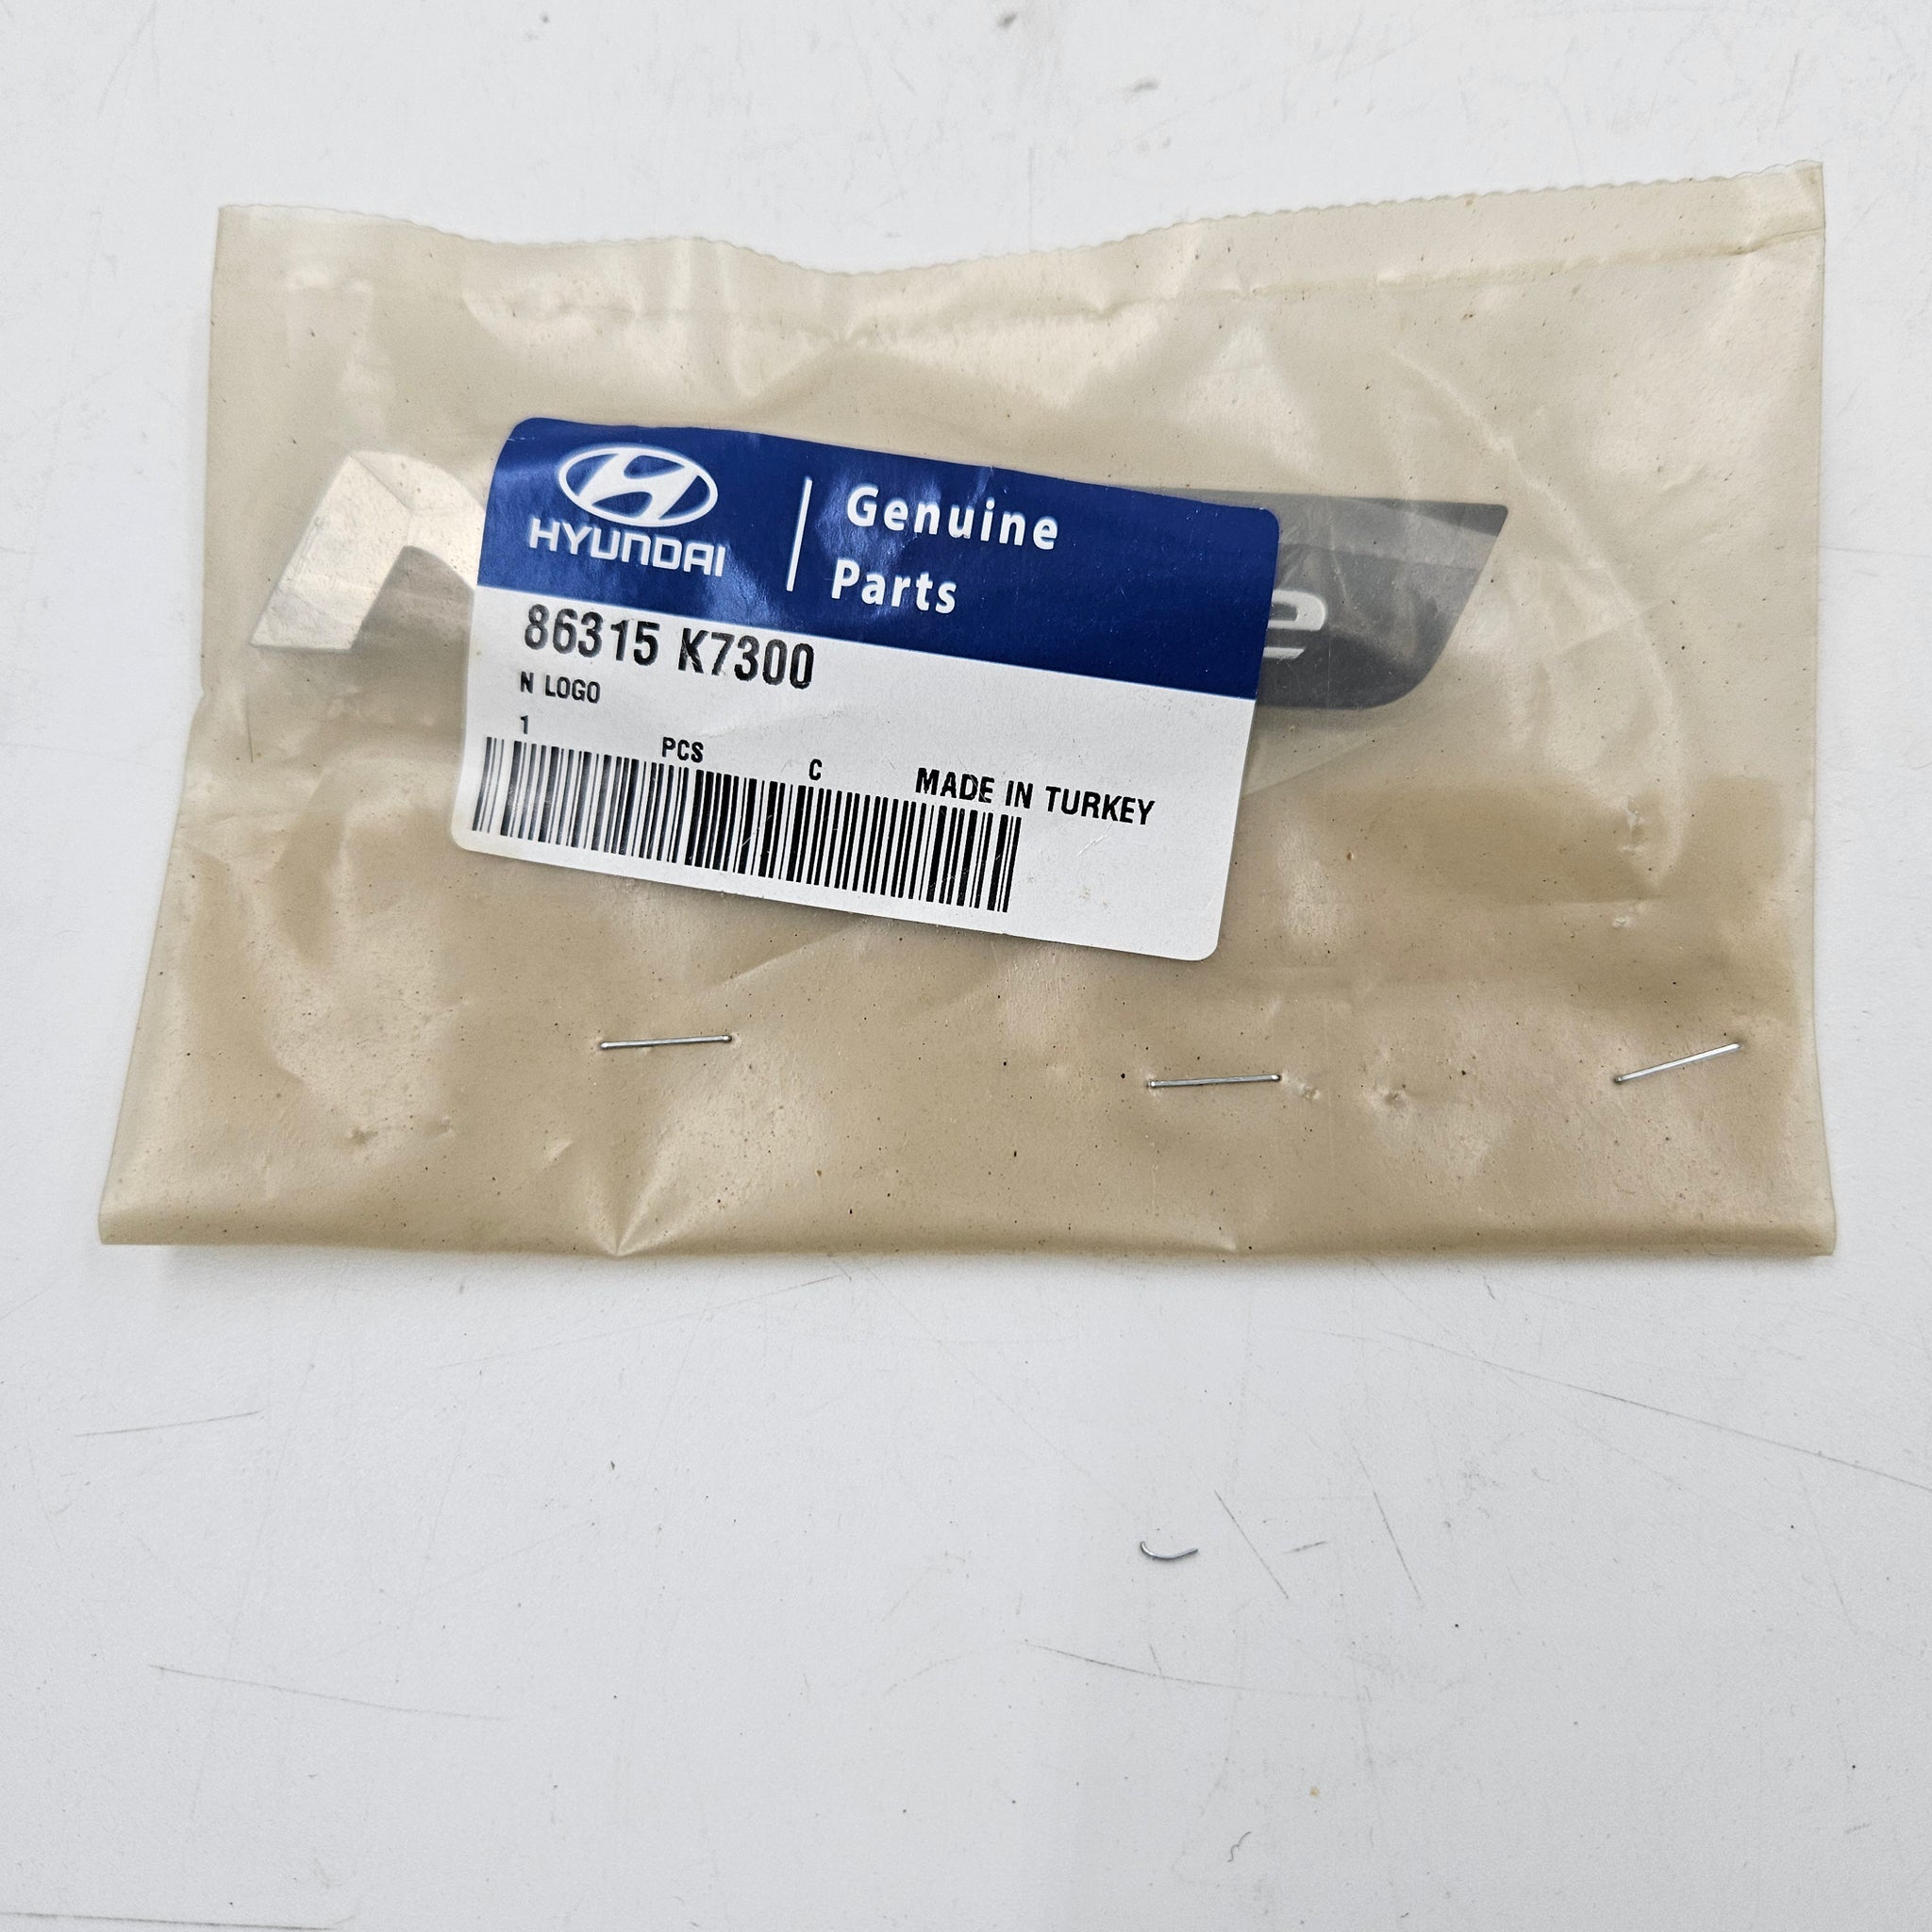 HYUNDAI
Genuine
Parts
86315 K7300
N LOGO
1 PCS C MADE IN TURKEY
e